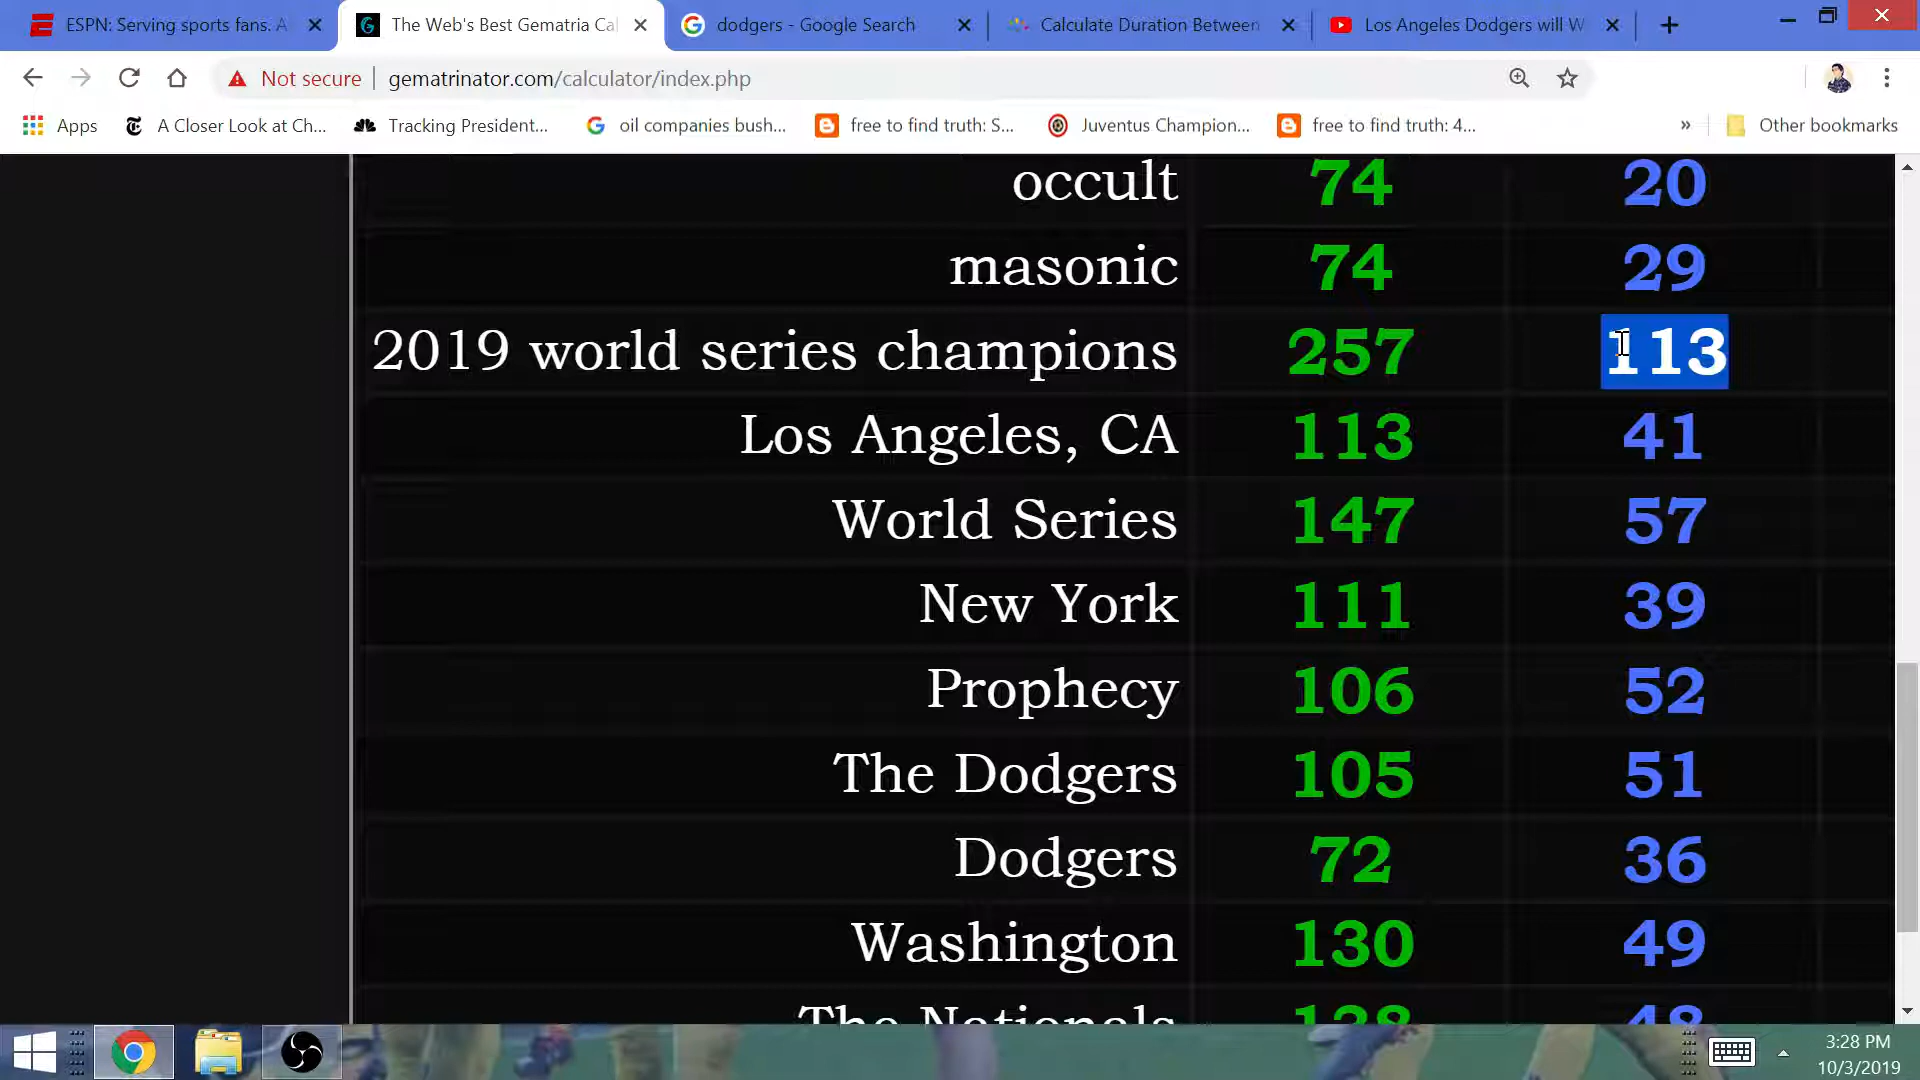 ESPN: Serving sports fans. A
The Web's Best Gematria Cal
dodgers - Google Search
Calculate Duration Between
Los Angeles Dodgers will W
Not secure
gematrinator.com/calculator/index.php
Apps
A Closer Look at Ch...
Tracking President...
oil companies bush...
free to find truth: S...
Juventus Champion...
free to find truth: 4...
»
Other bookmarks
occult 74 20
masonic 74 29
2019 world series champions 257 113
Los Angeles, CA 113 41
World Series 147 57
New York 111 39
Prophecy 106 52
The Dodgers 105 51
Dodgers 72 36
Washington 130 49
The Nationals 138 48
3:28 PM
10/3/2019